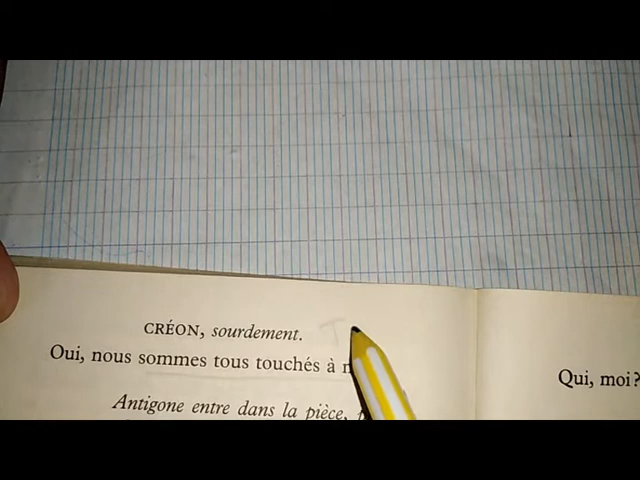 CRÉON, sourdement.
Oui, nous sommes tous touchés à
Antigone entre dans la pièce,
Qui, moi?